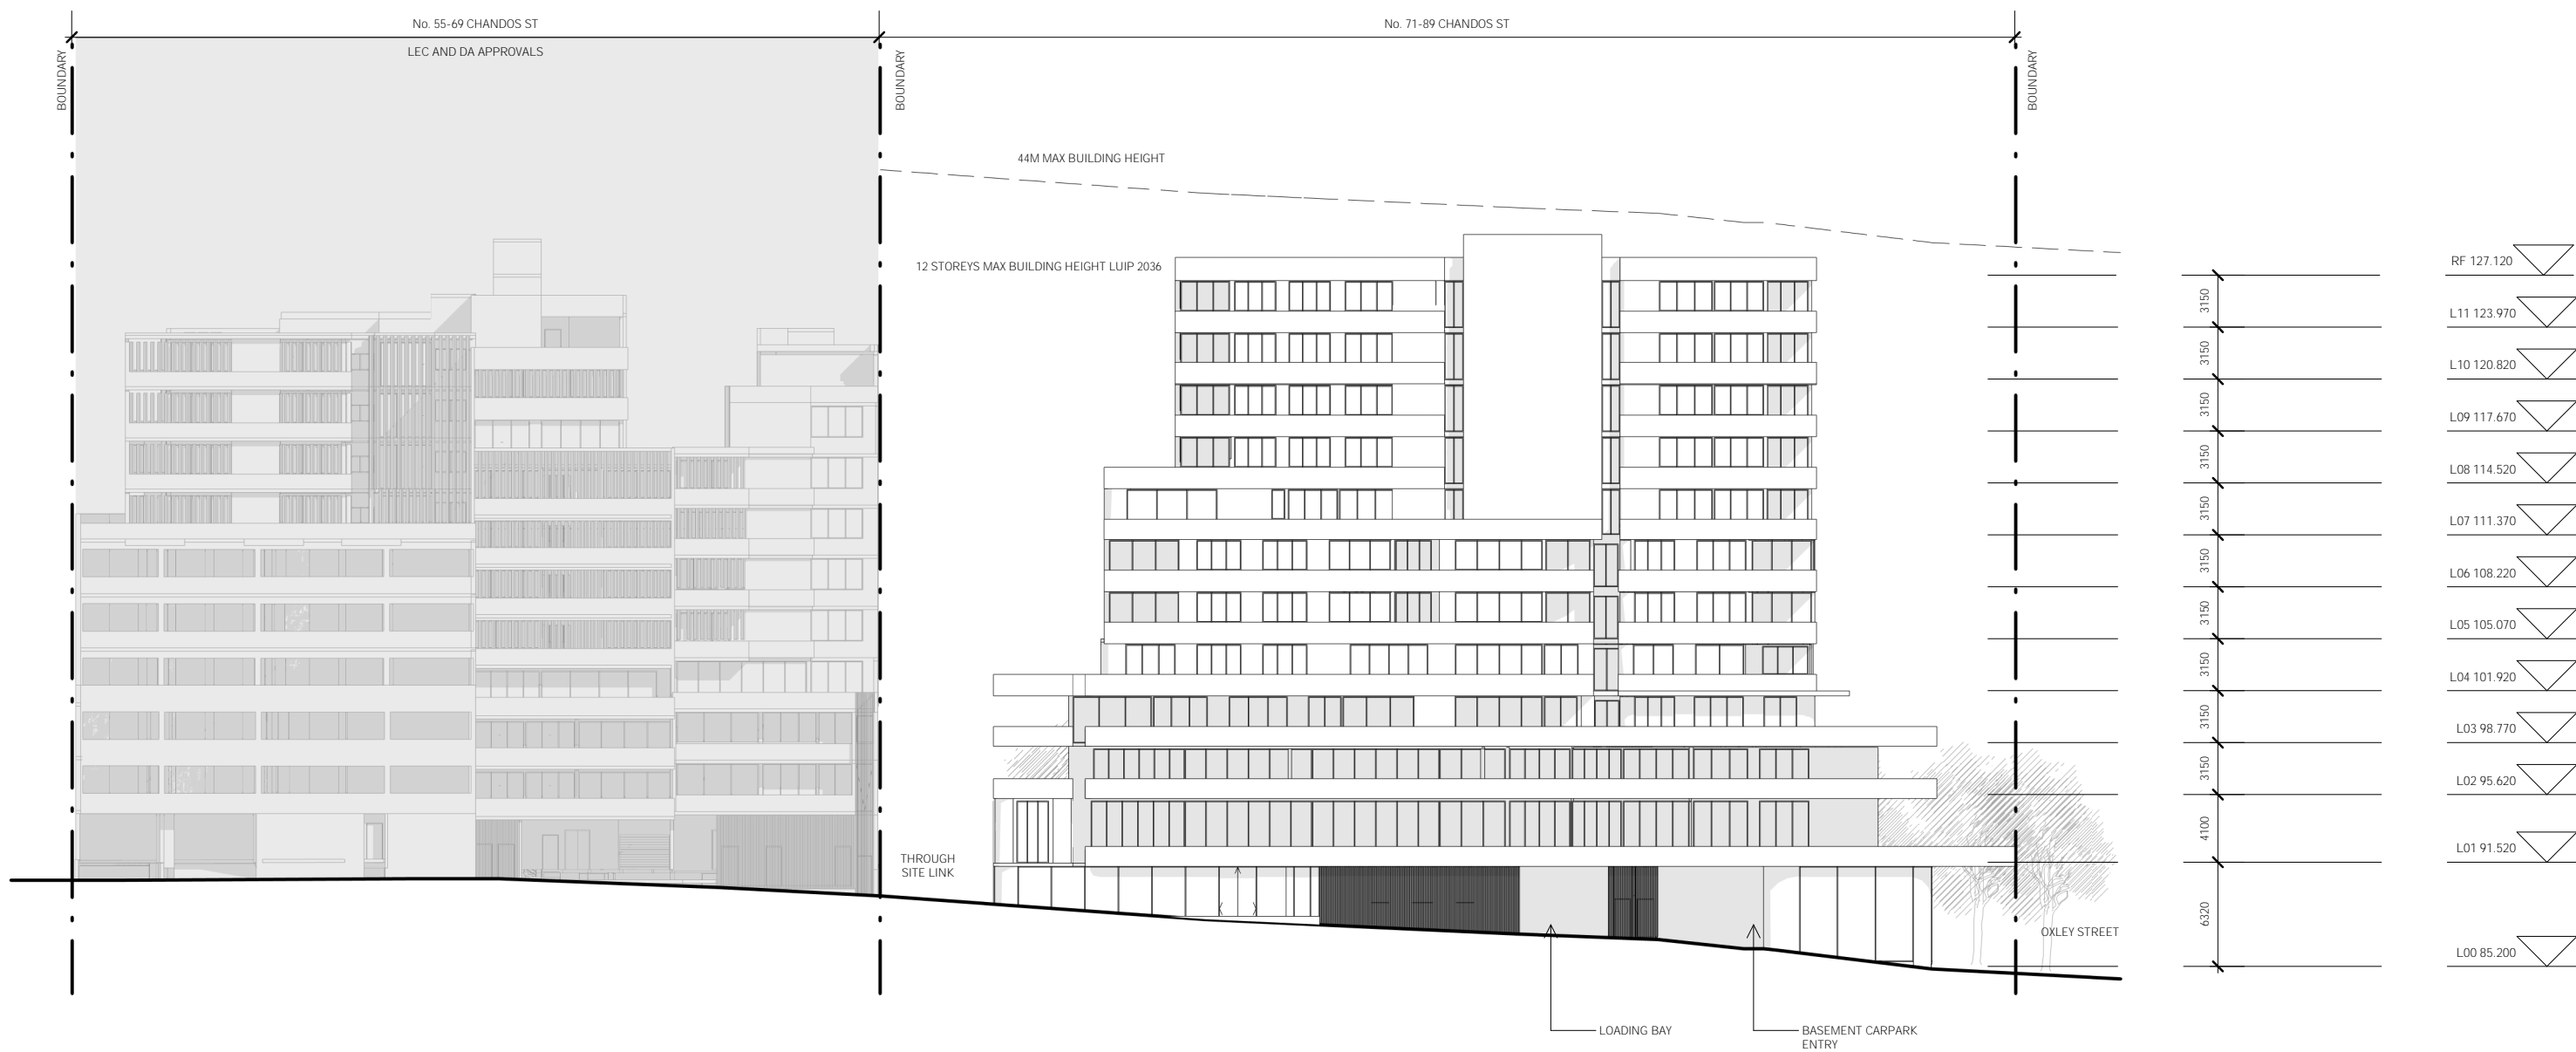 No. 55-69 CHANDOS ST
No. 71-89 CHANDOS ST
LEC AND DA APPROVALS
BOUNDARY
BOUNDARY
BOUNDARY
44M MAX BUILDING HEIGHT
12 STOREYS MAX BUILDING HEIGHT LUIP 2036
RF 127.120
3150
L11 123.970
3150
L10 120.820
3150
L09 117.670
3150
L08 114.520
3150
L07 111.370
3150
L06 108.220
3150
L05 105.070
3150
L04 101.920
3150
L03 98.770
3150
L02 95.620
4100
L01 91.520
6320
L00 85.200
THROUGH
SITE LINK
OXLEY STREET
LOADING BAY
BASEMENT CARPARK
ENTRY